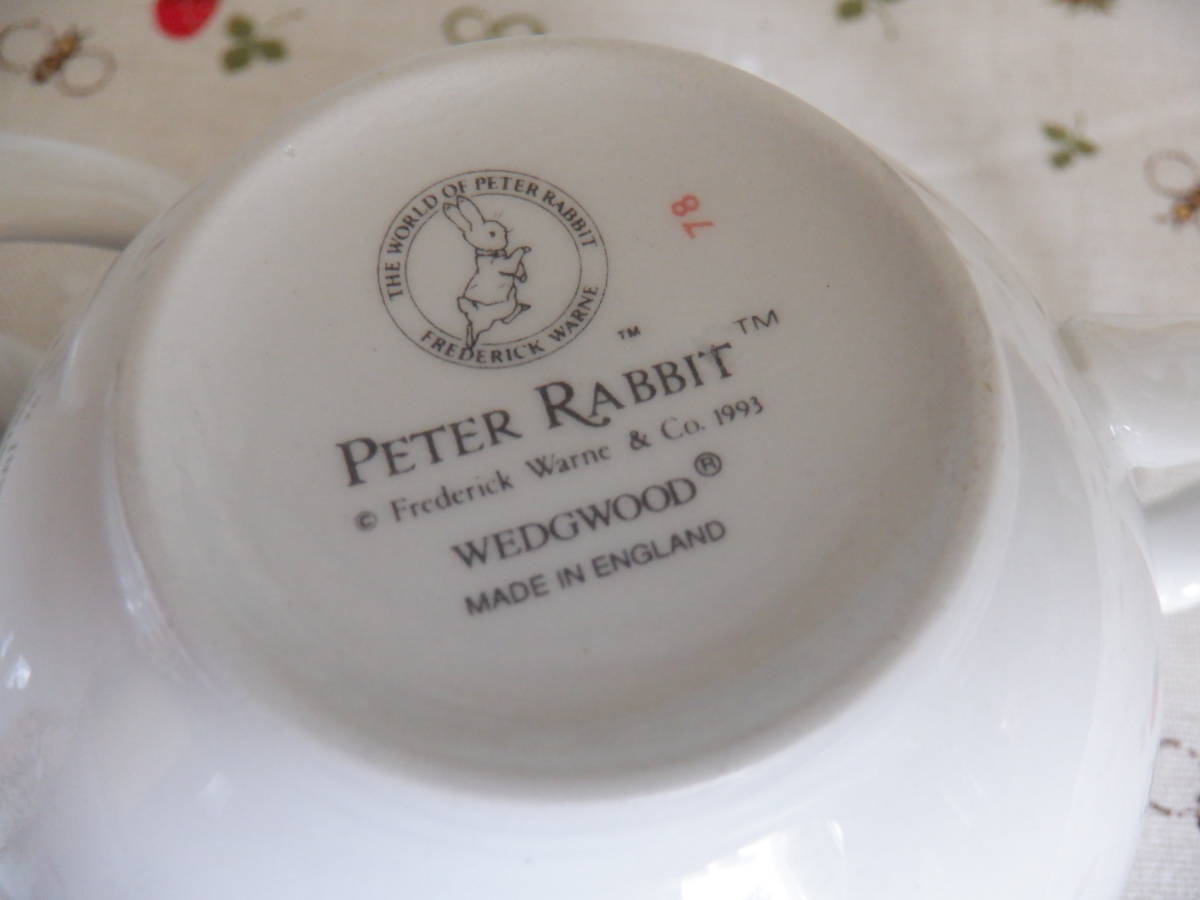 THE WORLD OF PETER RABBIT
FREDERICK WARNE
78
™
PETER RABBIT™
© Frederick Warne & Co. 1993
WEDGWOOD®
MADE IN ENGLAND